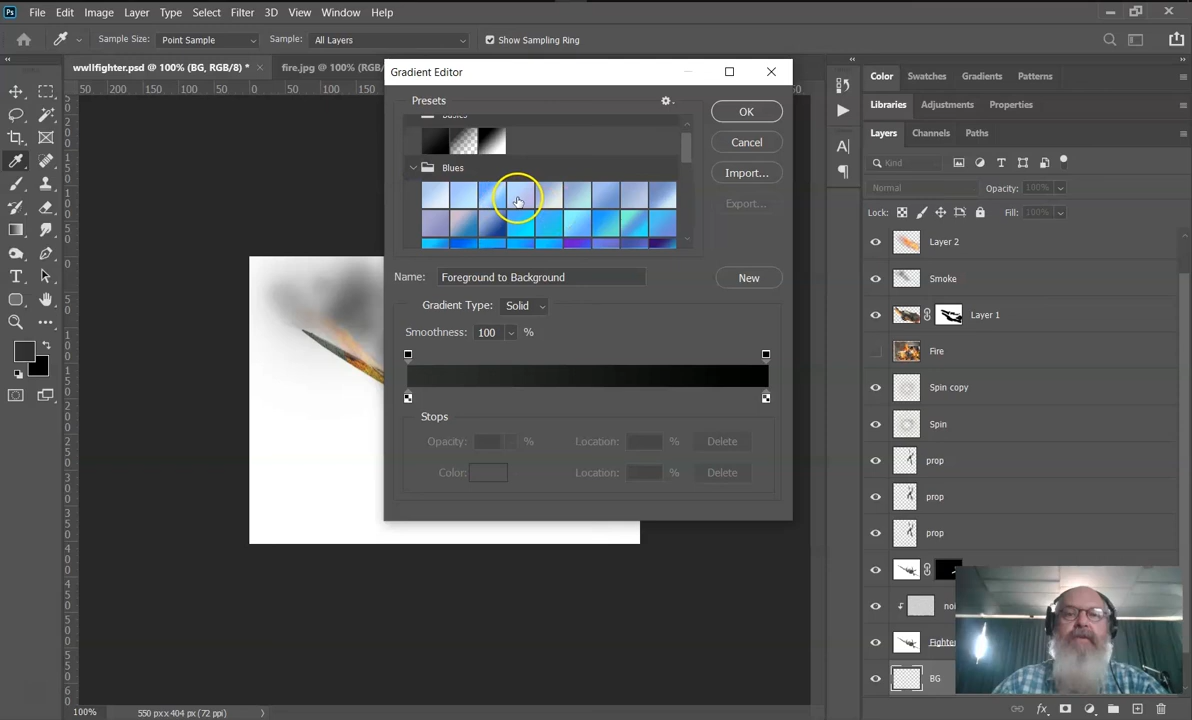 Ps File Edit Image Layer Type Select Filter 3D View Window Help
Sample Size: Point Sample Sample: All Layers Show Sampling Ring
wwIIfighter.psd @ 100% (BG, RGB/8) * × fire.jpg @ 100% (RGB
200 150 100 50 0 50 100
Gradient Editor
Presets
Basics
Blues
OK
Cancel
Import...
Export...
Name: Foreground to Background
New
Gradient Type: Solid
Smoothness: 100 %
Stops
Opacity: % Location: % Delete
Color: Location: % Delete
Color Swatches Gradients Patterns
Libraries Adjustments Properties
Layers Channels Paths
Kind
Normal Opacity: 100%
Lock: Fill: 100%
Layer 2
Smoke
Layer 1
Fire
Spin copy
Spin
prop
prop
prop
noi
Fighter
BG
fx
100% 550 px x 404 px (72 ppi)